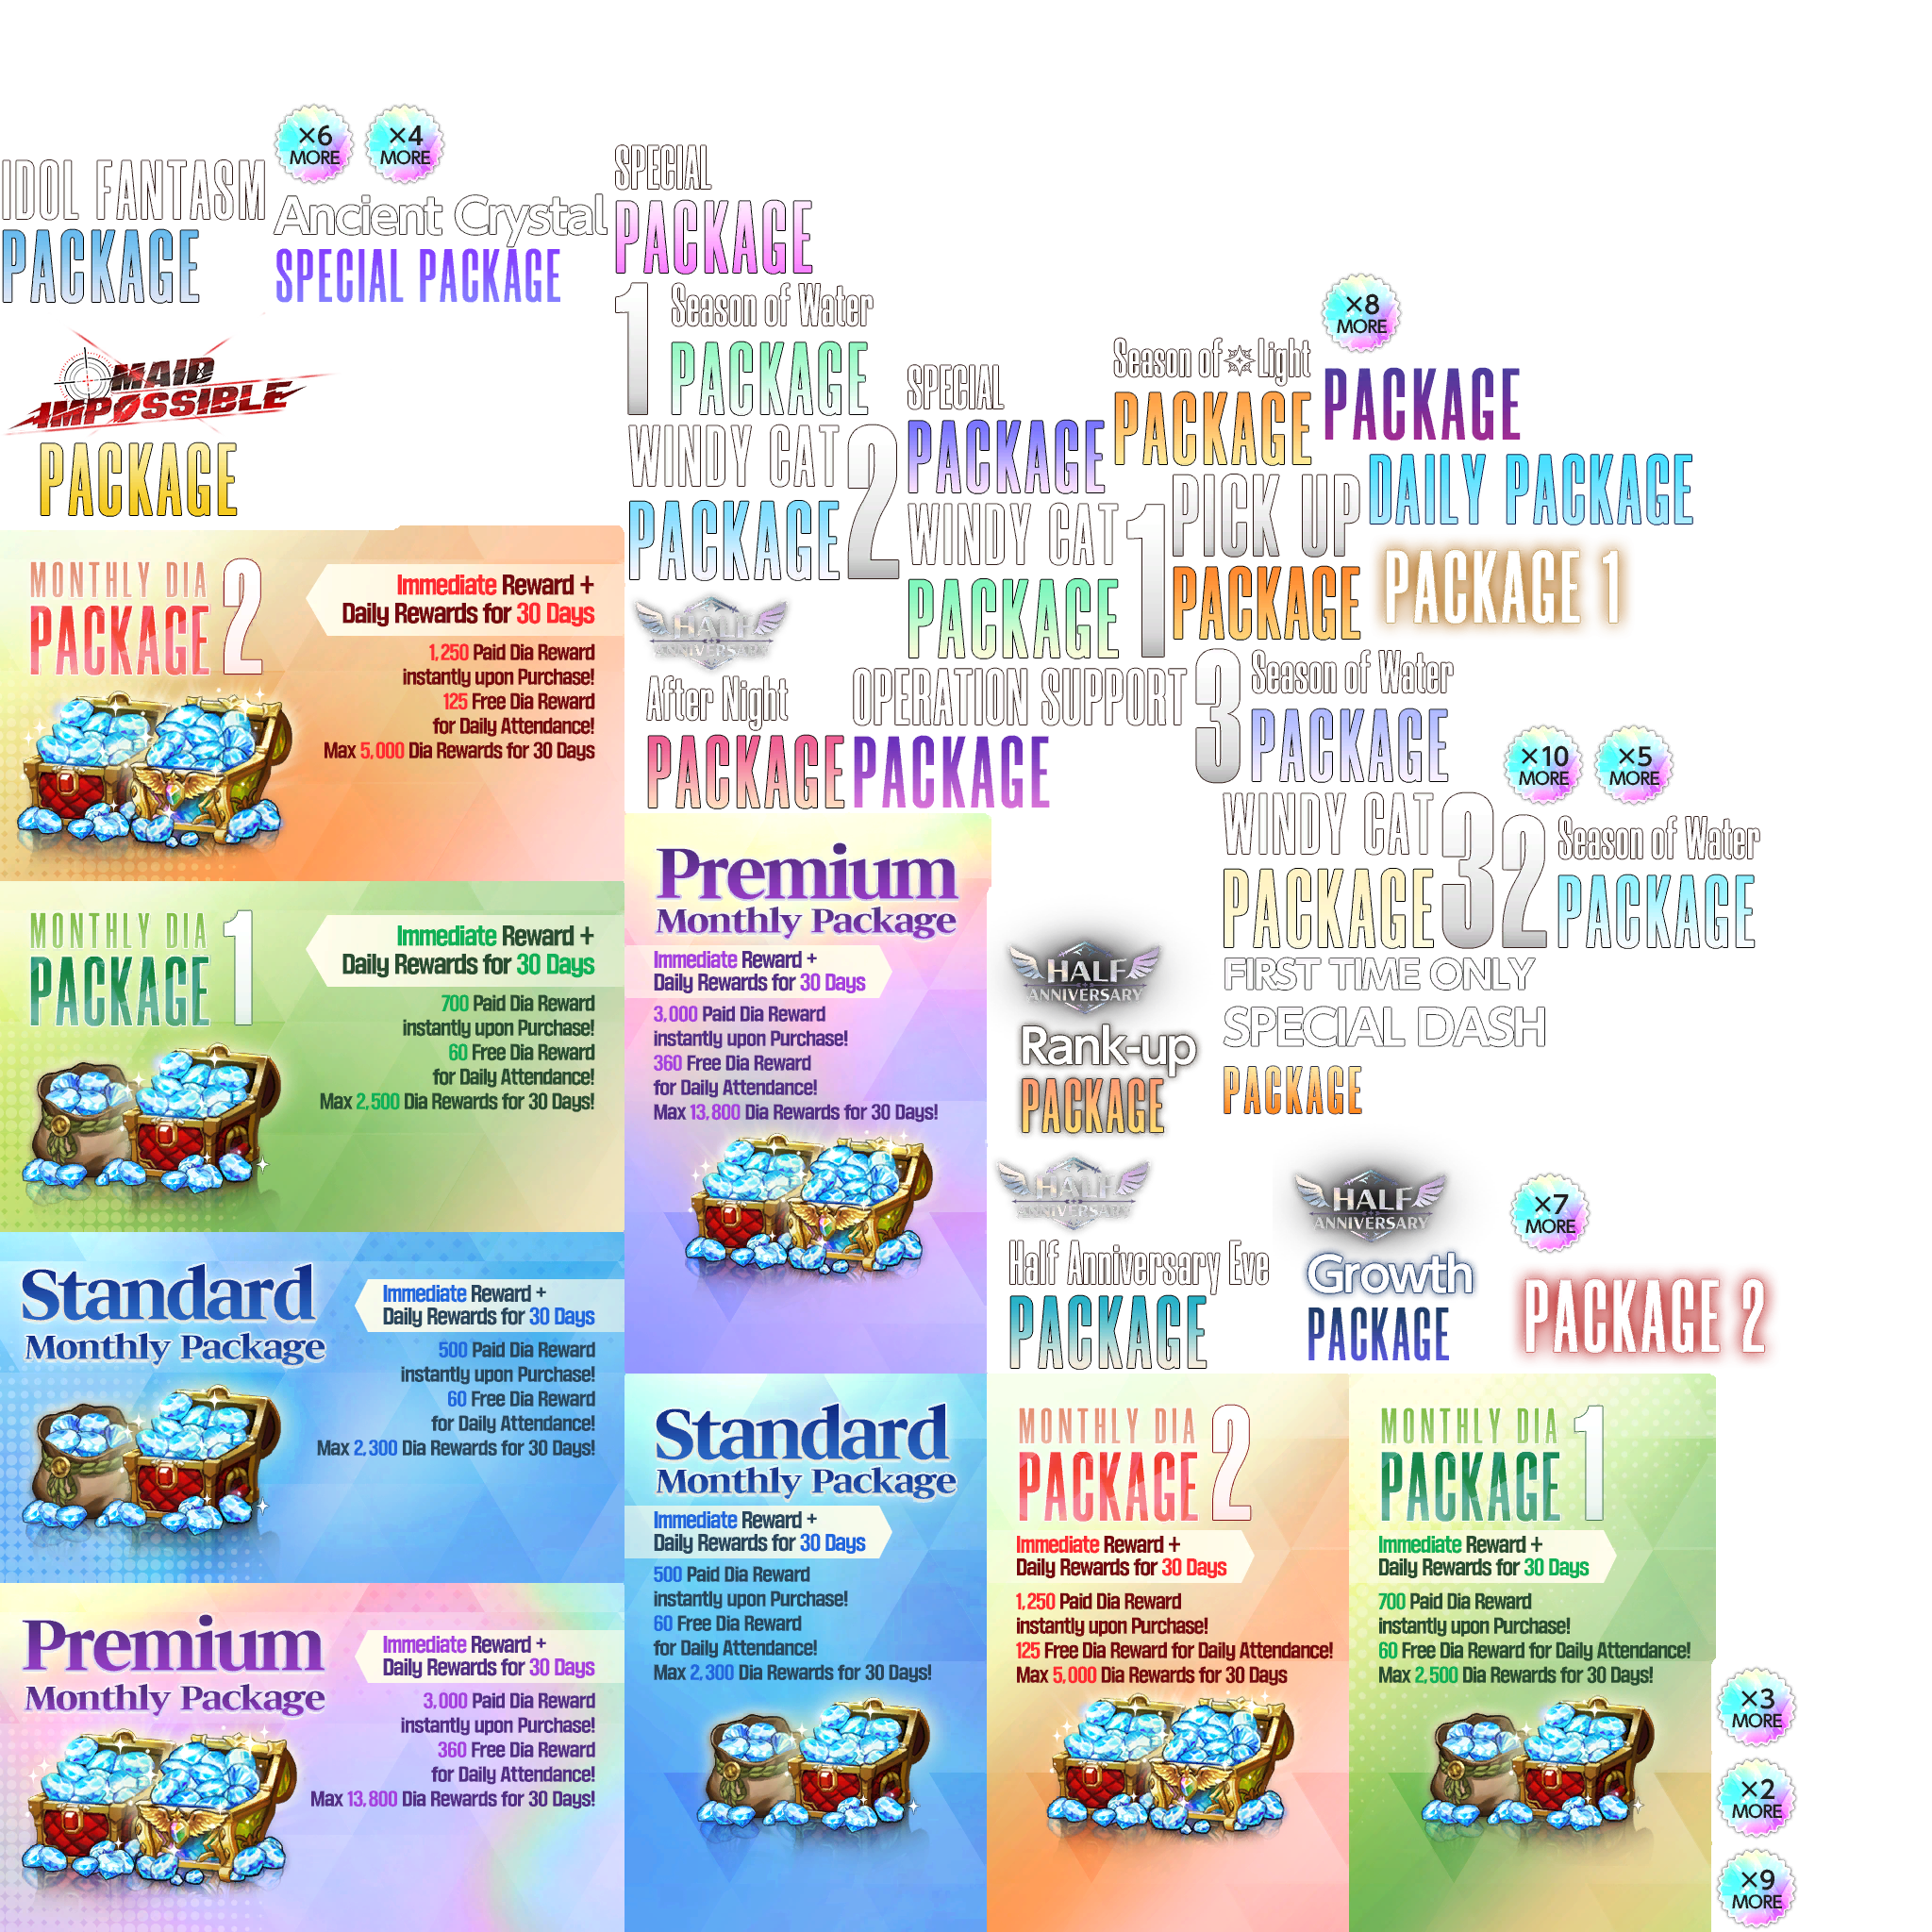 ×6
MORE
×4
MORE
IDOL FANTASM
PACKAGE
Ancient Crystal
SPECIAL PACKAGE
SPECIAL
PACKAGE
1
Season of Water
PACKAGE
MAID
IMPOSSIBLE
PACKAGE
WINDY CAT
PACKAGE
2
SPECIAL
PACKAGE
Season of Light
PACKAGE
×8
MORE
PACKAGE
DAILY PACKAGE
WINDY CAT
PACKAGE
1
PICK UP
PACKAGE
PACKAGE 1
HALF
ANNIVERSARY
After Night
PACKAGE
OPERATION SUPPORT
PACKAGE
3
Season of Water
PACKAGE
×10
MORE
×5
MORE
WINDY CAT
PACKAGE
3
2
Season of Water
PACKAGE
FIRST TIME ONLY
SPECIAL DASH
PACKAGE
HALF
ANNIVERSARY
Rank-up
PACKAGE
HALF
ANNIVERSARY
Half Anniversary Eve
PACKAGE
HALF
ANNIVERSARY
Growth
PACKAGE
×7
MORE
PACKAGE 2
MONTHLY DIA
PACKAGE 2
Immediate Reward +
Daily Rewards for 30 Days
1,250 Paid Dia Reward
instantly upon Purchase!
125 Free Dia Reward
for Daily Attendance!
Max 5,000 Dia Rewards for 30 Days
MONTHLY DIA
PACKAGE 1
Immediate Reward +
Daily Rewards for 30 Days
700 Paid Dia Reward
instantly upon Purchase!
60 Free Dia Reward
for Daily Attendance!
Max 2,500 Dia Rewards for 30 Days!
Standard
Monthly Package
Immediate Reward +
Daily Rewards for 30 Days
500 Paid Dia Reward
instantly upon Purchase!
60 Free Dia Reward
for Daily Attendance!
Max 2,300 Dia Rewards for 30 Days!
Premium
Monthly Package
Immediate Reward +
Daily Rewards for 30 Days
3,000 Paid Dia Reward
instantly upon Purchase!
360 Free Dia Reward
for Daily Attendance!
Max 13,800 Dia Rewards for 30 Days!
Premium
Monthly Package
Immediate Reward +
Daily Rewards for 30 Days
3,000 Paid Dia Reward
instantly upon Purchase!
360 Free Dia Reward
for Daily Attendance!
Max 13,800 Dia Rewards for 30 Days!
Standard
Monthly Package
Immediate Reward +
Daily Rewards for 30 Days
500 Paid Dia Reward
instantly upon Purchase!
60 Free Dia Reward
for Daily Attendance!
Max 2,300 Dia Rewards for 30 Days!
MONTHLY DIA
PACKAGE 2
Immediate Reward +
Daily Rewards for 30 Days
1,250 Paid Dia Reward
instantly upon Purchase!
125 Free Dia Reward for Daily Attendance!
Max 5,000 Dia Rewards for 30 Days
MONTHLY DIA
PACKAGE 1
Immediate Reward +
Daily Rewards for 30 Days
700 Paid Dia Reward
instantly upon Purchase!
60 Free Dia Reward for Daily Attendance!
Max 2,500 Dia Rewards for 30 Days!
×3
MORE
×2
MORE
×9
MORE